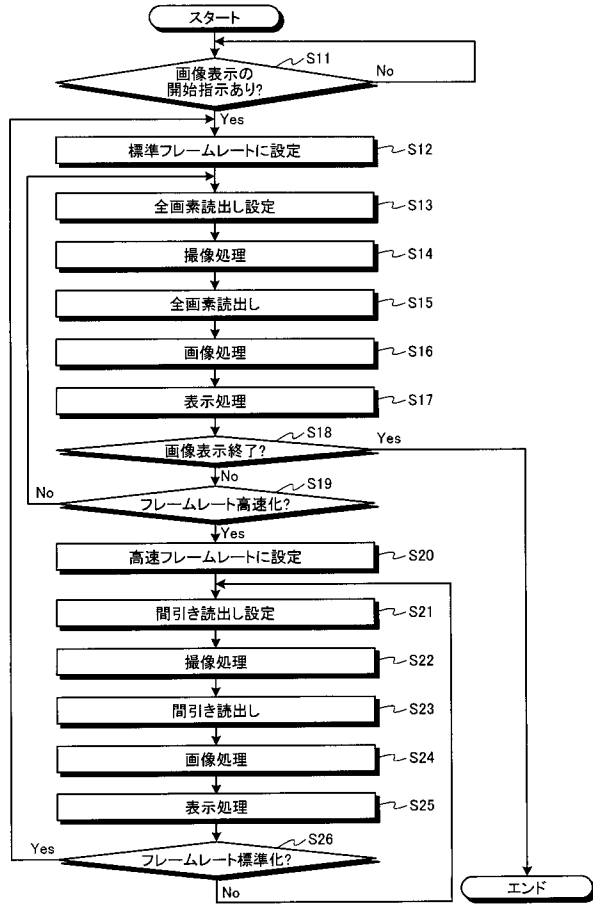 スタート
S11
画像表示の
開始指示あり?
No
Yes
標準フレームレートに設定
S12
全画素読出し設定
S13
撮像処理
S14
全画素読出し
S15
画像処理
S16
表示処理
S17
S18
画像表示終了?
Yes
No
S19
No
フレームレート高速化?
Yes
高速フレームレートに設定
S20
間引き読出し設定
S21
撮像処理
S22
間引き読出し
S23
画像処理
S24
表示処理
S25
S26
Yes
フレームレート標準化?
No
エンド